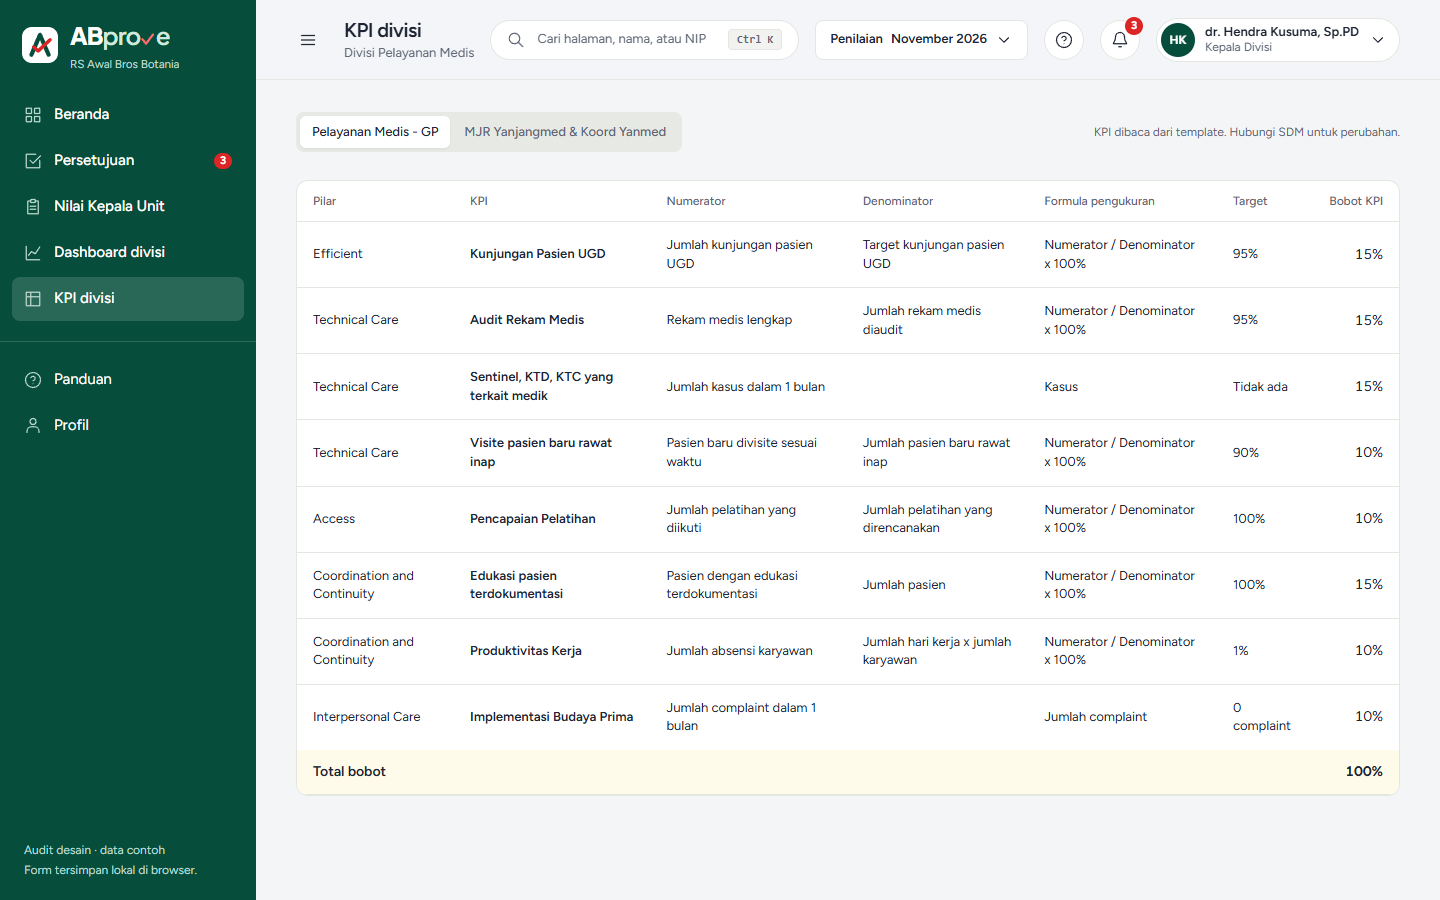 ABprove
RS Awal Bros Botania
Beranda
Persetujuan 3
Nilai Kepala Unit
Dashboard divisi
KPI divisi
Panduan
Profil
Audit desain · data contoh
Form tersimpan lokal di browser.
KPI divisi
Divisi Pelayanan Medis
Cari halaman, nama, atau NIP Ctrl K
Penilaian November 2026
3
HK
dr. Hendra Kusuma, Sp.PD
Kepala Divisi
Pelayanan Medis - GP MJR Yanjangmed & Koord Yanmed
KPI dibaca dari template. Hubungi SDM untuk perubahan.
Pilar KPI Numerator Denominator Formula pengukuran Target Bobot KPI
Efficient Kunjungan Pasien UGD Jumlah kunjungan pasien Target kunjungan pasien Numerator / Denominator 95% 15%
UGD UGD x 100%
Technical Care Audit Rekam Medis Rekam medis lengkap Jumlah rekam medis Numerator / Denominator 95% 15%
diaudit x 100%
Technical Care Sentinel, KTD, KTC yang Jumlah kasus dalam 1 bulan Kasus Tidak ada 15%
terkait medik
Technical Care Visite pasien baru rawat Pasien baru divisite sesuai Jumlah pasien baru rawat Numerator / Denominator 90% 10%
inap waktu inap x 100%
Access Pencapaian Pelatihan Jumlah pelatihan yang Jumlah pelatihan yang Numerator / Denominator 100% 10%
diikuti direncanakan x 100%
Coordination and Edukasi pasien Pasien dengan edukasi Jumlah pasien Numerator / Denominator 100% 15%
Continuity terdokumentasi terdokumentasi x 100%
Coordination and Produktivitas Kerja Jumlah absensi karyawan Jumlah hari kerja x jumlah Numerator / Denominator 1% 10%
Continuity karyawan x 100%
Interpersonal Care Implementasi Budaya Prima Jumlah complaint dalam 1 Jumlah complaint 0 10%
bulan complaint
Total bobot 100%